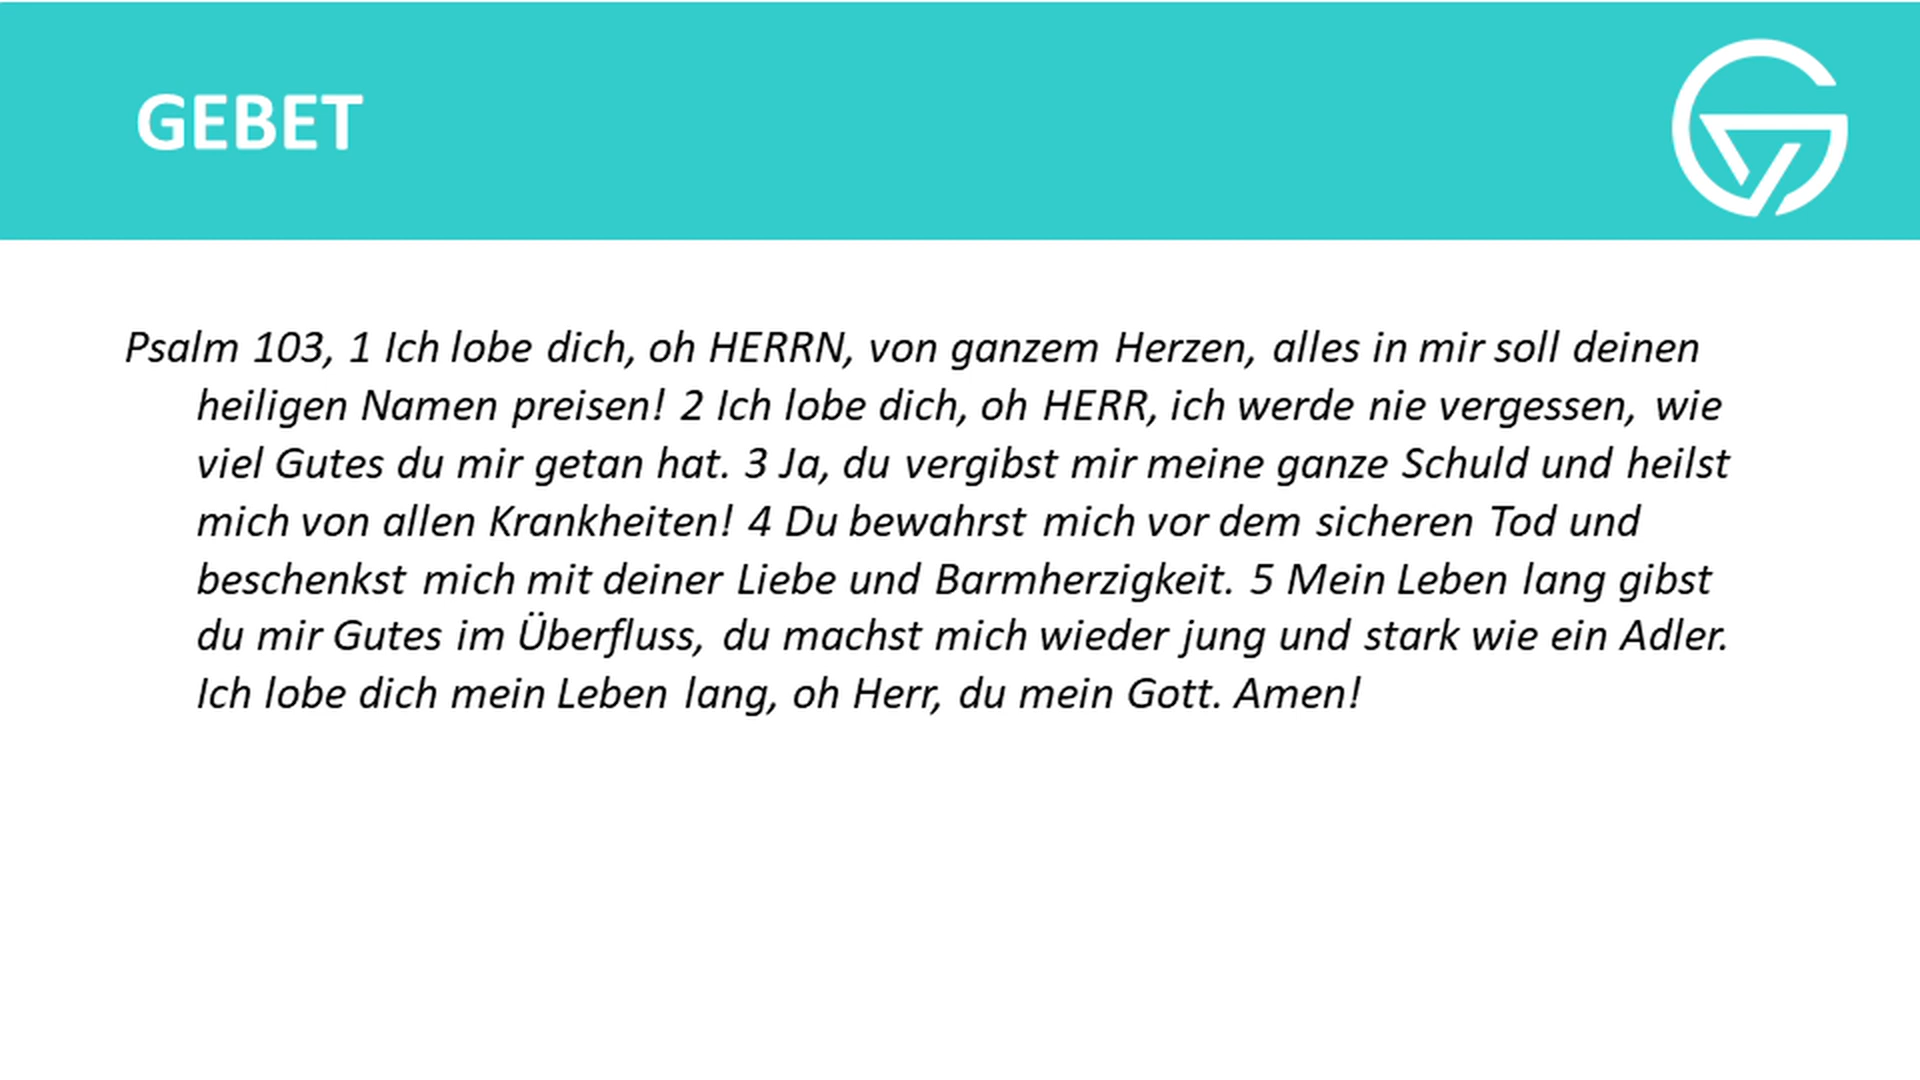 GEBET
Psalm 103, 1 Ich lobe dich, oh HERRN, von ganzem Herzen, alles in mir soll deinen
heiligen Namen preisen! 2 Ich lobe dich, oh HERR, ich werde nie vergessen, wie
viel Gutes du mir getan hat. 3 Ja, du vergibst mir meine ganze Schuld und heilst
mich von allen Krankheiten! 4 Du bewahrst mich vor dem sicheren Tod und
beschenkst mich mit deiner Liebe und Barmherzigkeit. 5 Mein Leben lang gibst
du mir Gutes im Überfluss, du machst mich wieder jung und stark wie ein Adler.
Ich lobe dich mein Leben lang, oh Herr, du mein Gott. Amen!